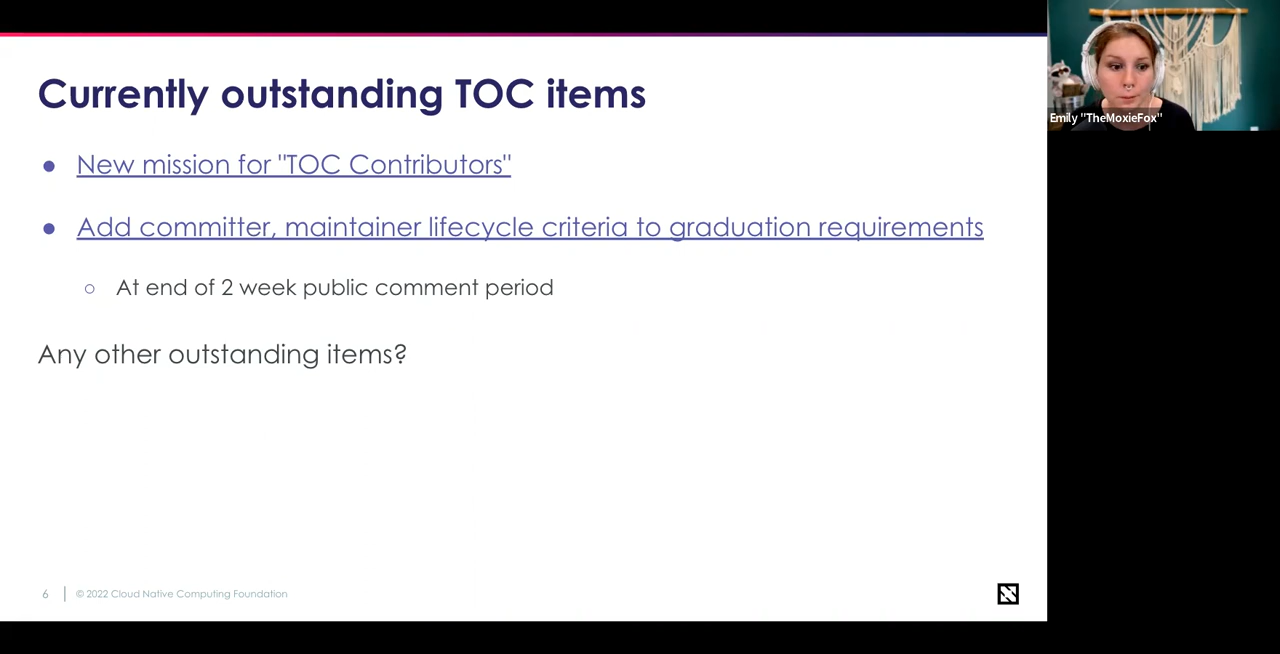 Currently outstanding TOC items
● New mission for "TOC Contributors"
● Add committer, maintainer lifecycle criteria to graduation requirements
○ At end of 2 week public comment period
Any other outstanding items?
6 | © 2022 Cloud Native Computing Foundation
Emily "TheMoxieFox"